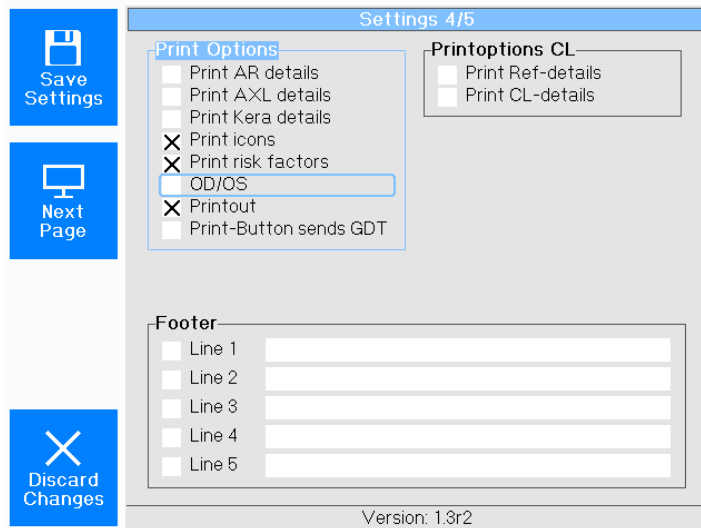 Settings 4/5
Save
Settings
Next
Page
Discard
Changes
Print Options
Print AR details
Print AXL details
Print Kera details
Print icons
Print risk factors
OD/OS
Printout
Print-Button sends GDT
Printoptions CL
Print Ref-details
Print CL-details
Footer
Line 1
Line 2
Line 3
Line 4
Line 5
Version: 1.3r2